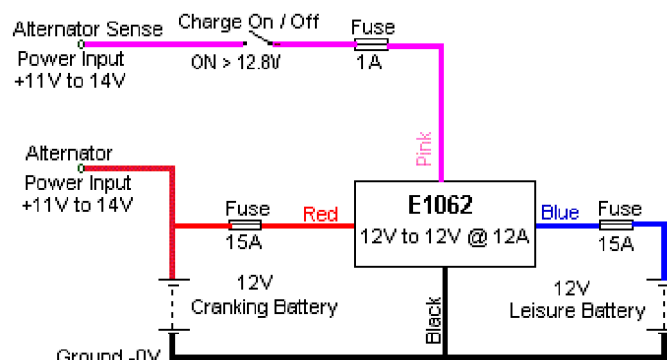 Alternator Sense
Power Input
+11V to 14V
Charge On / Off
ON > 12.8V
Fuse
1A
Pink
Alternator
Power Input
+11V to 14V
Fuse
15A
Red
E1062
12V to 12V @ 12A
Blue
Fuse
15A
12V
Cranking Battery
Black
12V
Leisure Battery
Ground -0V